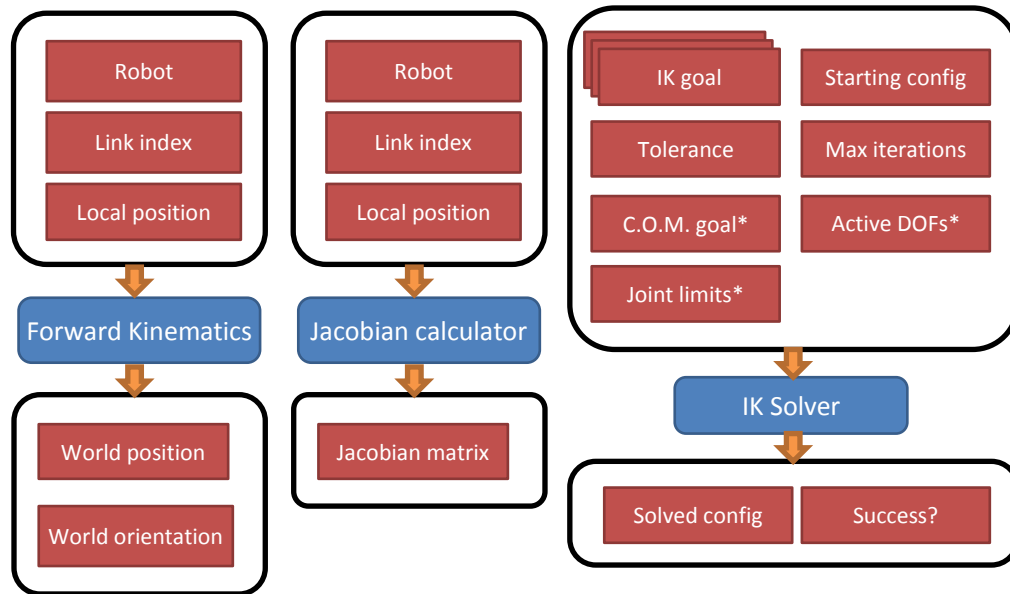 Robot
Link index
Local position
Forward Kinematics
World position
World orientation
Robot
Link index
Local position
Jacobian calculator
Jacobian matrix
IK goal
Starting config
Tolerance
Max iterations
C.O.M. goal*
Active DOFs*
Joint limits*
IK Solver
Solved config
Success?